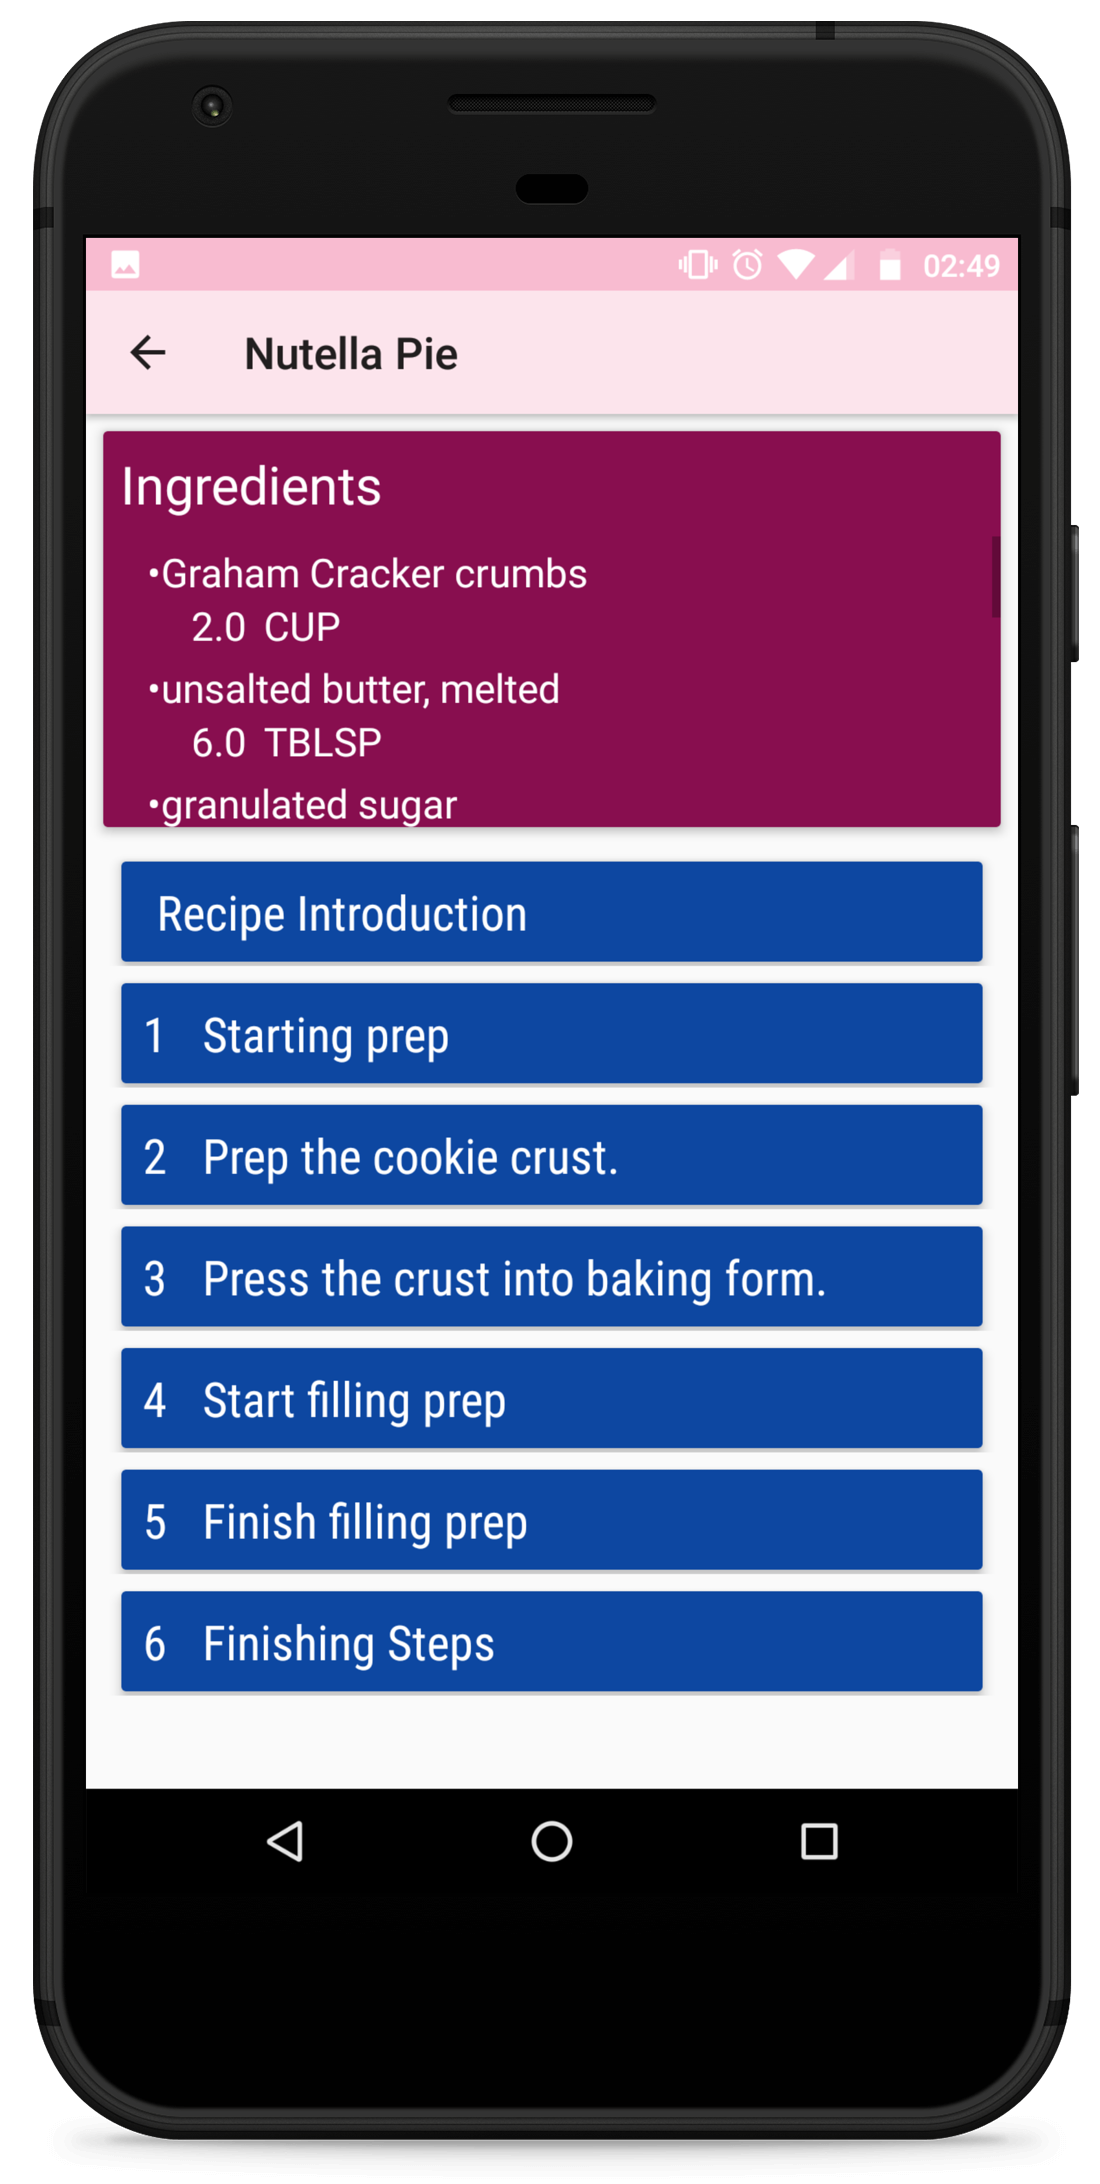 02:49
Nutella Pie
Ingredients
•Graham Cracker crumbs
2.0 CUP
•unsalted butter, melted
6.0 TBLSP
•granulated sugar
Recipe Introduction
1 Starting prep
2 Prep the cookie crust.
3 Press the crust into baking form.
4 Start filling prep
5 Finish filling prep
6 Finishing Steps